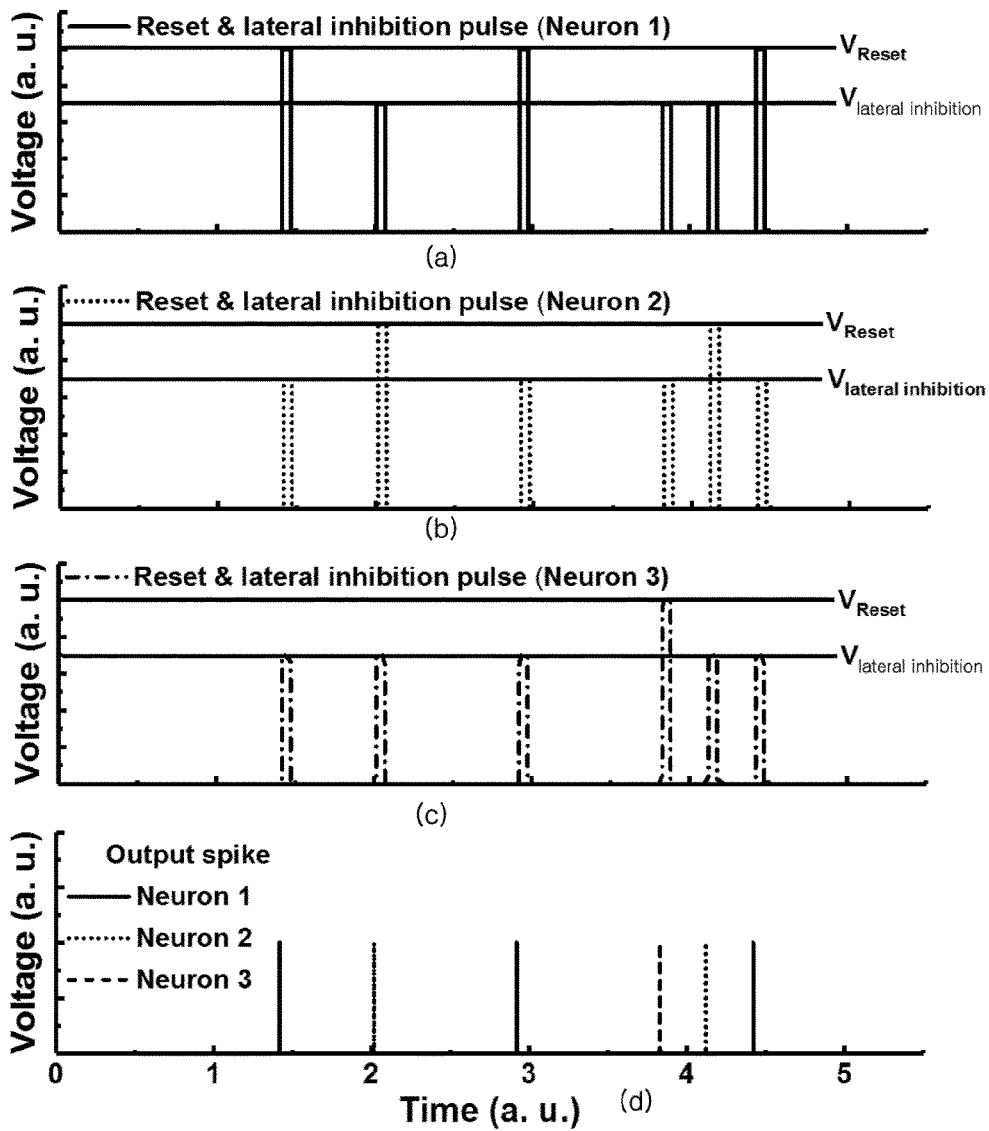 Reset & lateral inhibition pulse (Neuron 1)
VReset
Vlateral inhibition
Voltage (a. u.)
(a)
Reset & lateral inhibition pulse (Neuron 2)
VReset
Vlateral inhibition
Voltage (a. u.)
(b)
Reset & lateral inhibition pulse (Neuron 3)
VReset
Vlateral inhibition
Voltage (a. u.)
(c)
Output spike
Neuron 1
Neuron 2
Neuron 3
Voltage (a. u.)
0 1 2 3 4 5
Time (a. u.) (d)